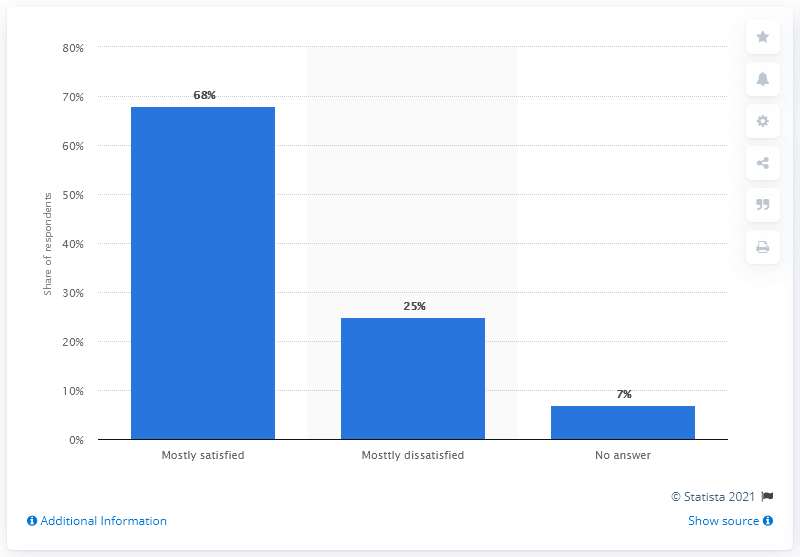 80%
70%
60%
50%
40%
30%
20%
10%
0%
Share of respondents
68%
25%
7%
Mostly satisfied
Mosttly dissatisfied
No answer
© Statista 2021
Additional Information
Show source